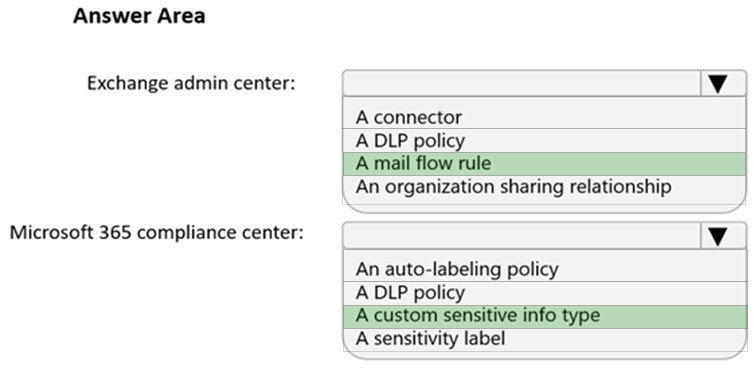 Answer Area
Exchange admin center:
A connector
A DLP policy
A mail flow rule
An organization sharing relationship
Microsoft 365 compliance center:
An auto-labeling policy
A DLP policy
A custom sensitive info type
A sensitivity label